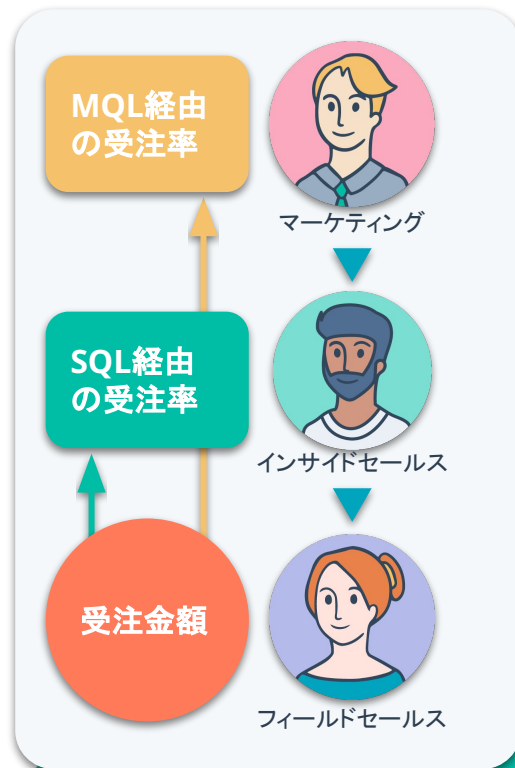 MQL経由
の受注率
マーケティング
SQL経由
の受注率
インサイドセールス
受注金額
フィールドセールス